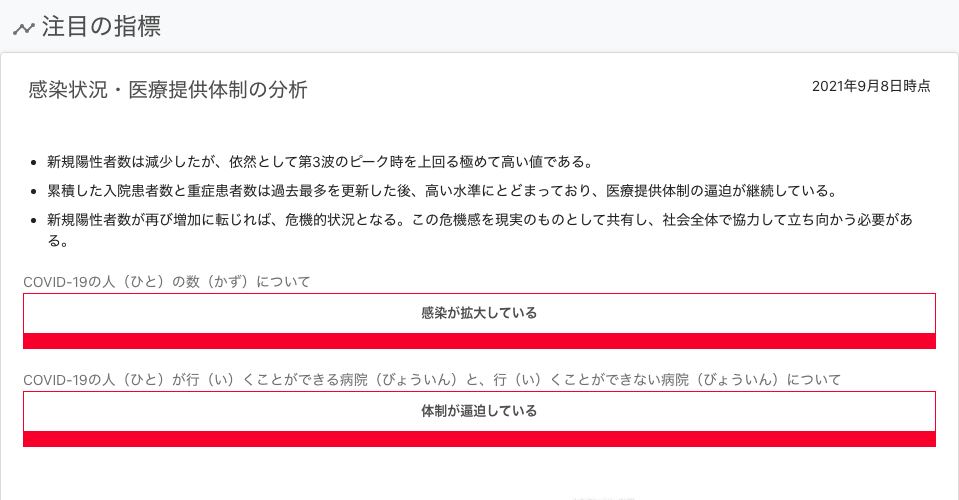 注目の指標
感染状況・医療提供体制の分析
2021年9月8日時点
新規陽性者数は減少したが、依然として第3波のピーク時を上回る極めて高い値である。
累積した入院患者数と重症患者数は過去最多を更新した後、高い水準にとどまっており、医療提供体制の逼迫が継続している。
新規陽性者数が再び増加に転じれば、危機的状況となる。この危機感を現実のものとして共有し、社会全体で協力して立ち向かう必要があ
る。
COVID-19の人（ひと）の数（かず）について
感染が拡大している
COVID-19の人（ひと）が行（い）くことができる病院（びょういん）と、行（い）くことができない病院（びょういん）について
体制が逼迫している